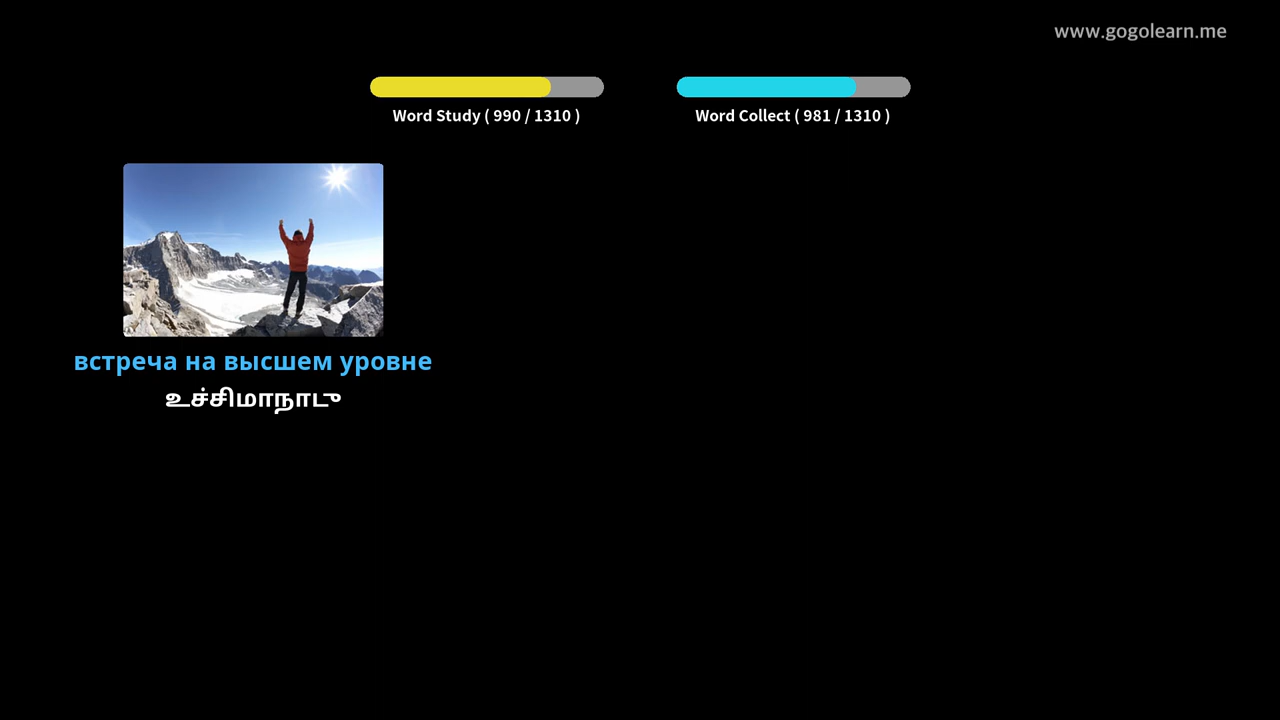 www.gogolearn.me
Word Study ( 990 / 1310 )
Word Collect ( 981 / 1310 )
встреча на высшем уровне
உச்சிமாநாடு